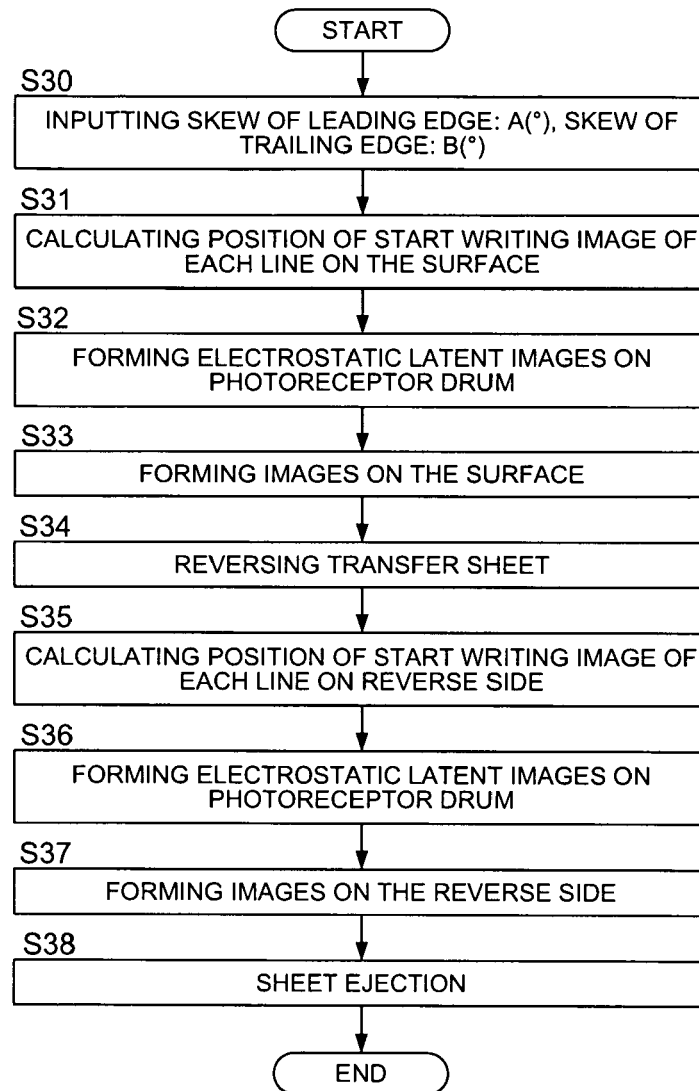 START
S30
INPUTTING SKEW OF LEADING EDGE: A(°), SKEW OF
TRAILING EDGE: B(°)
S31
CALCULATING POSITION OF START WRITING IMAGE OF
EACH LINE ON THE SURFACE
S32
FORMING ELECTROSTATIC LATENT IMAGES ON
PHOTORECEPTOR DRUM
S33
FORMING IMAGES ON THE SURFACE
S34
REVERSING TRANSFER SHEET
S35
CALCULATING POSITION OF START WRITING IMAGE OF
EACH LINE ON REVERSE SIDE
S36
FORMING ELECTROSTATIC LATENT IMAGES ON
PHOTORECEPTOR DRUM
S37
FORMING IMAGES ON THE REVERSE SIDE
S38
SHEET EJECTION
END